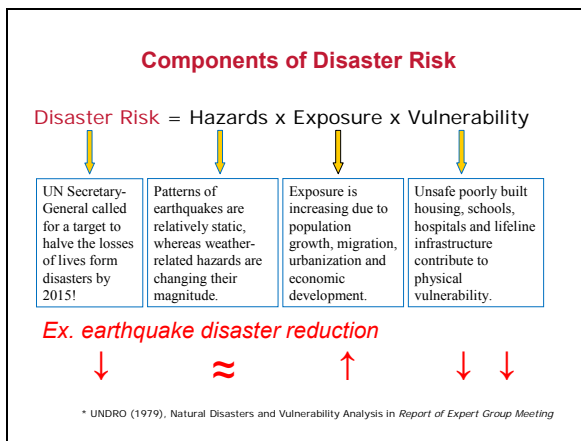 Components of Disaster Risk
Disaster Risk = Hazards x Exposure x Vulnerability
UN Secretary-
General called
for a target to
halve the losses
of lives form
disasters by
2015!
Patterns of
earthquakes are
relatively static,
whereas weather-
related hazards are
changing their
magnitude.
Exposure is
increasing due to
population
growth, migration,
urbanization and
economic
development.
Unsafe poorly built
housing, schools,
hospitals and lifeline
infrastructure
contribute to
physical
vulnerability.
Ex. earthquake disaster reduction
↓ ≈ ↑ ↓ ↓
* UNDRO (1979), Natural Disasters and Vulnerability Analysis in Report of Expert Group Meeting